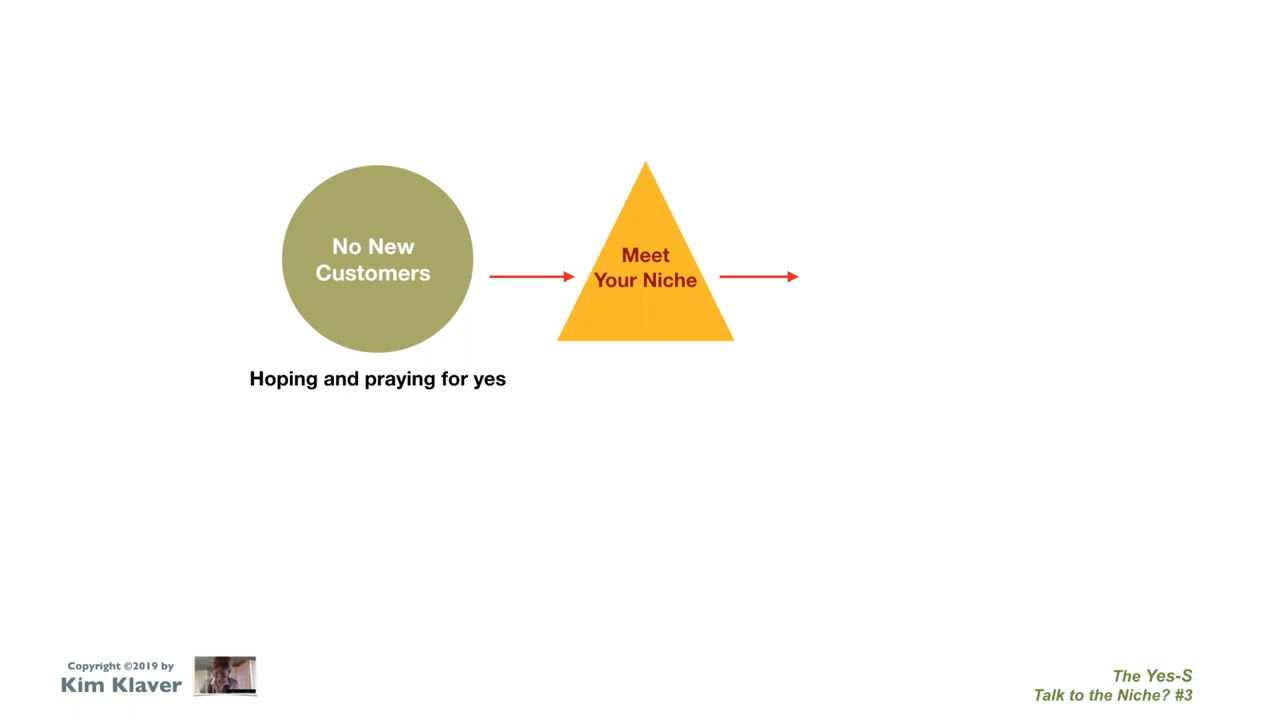 No New
Customers
Meet
Your Niche
Hoping and praying for yes
Copyright ©2019 by
Kim Klaver
The Yes-S
Talk to the Niche? #3